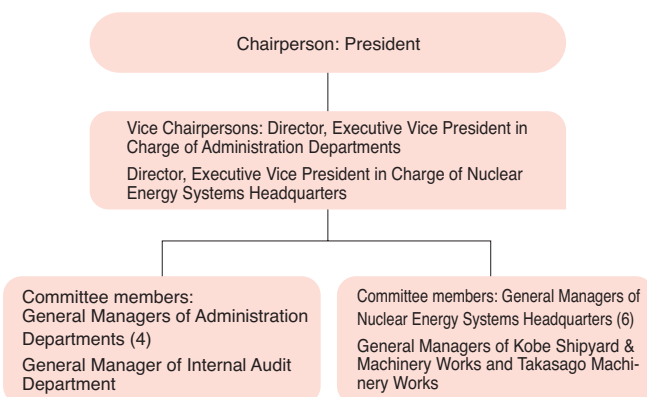 Chairperson: President
Vice Chairpersons: Director, Executive Vice President in
Charge of Administration Departments
Director, Executive Vice President in Charge of Nuclear
Energy Systems Headquarters
Committee members:
General Managers of Administration
Departments (4)
General Manager of Internal Audit
Department
Committee members: General Managers of
Nuclear Energy Systems Headquarters (6)
General Managers of Kobe Shipyard &
Machinery Works and Takasago Machi-
nery Works